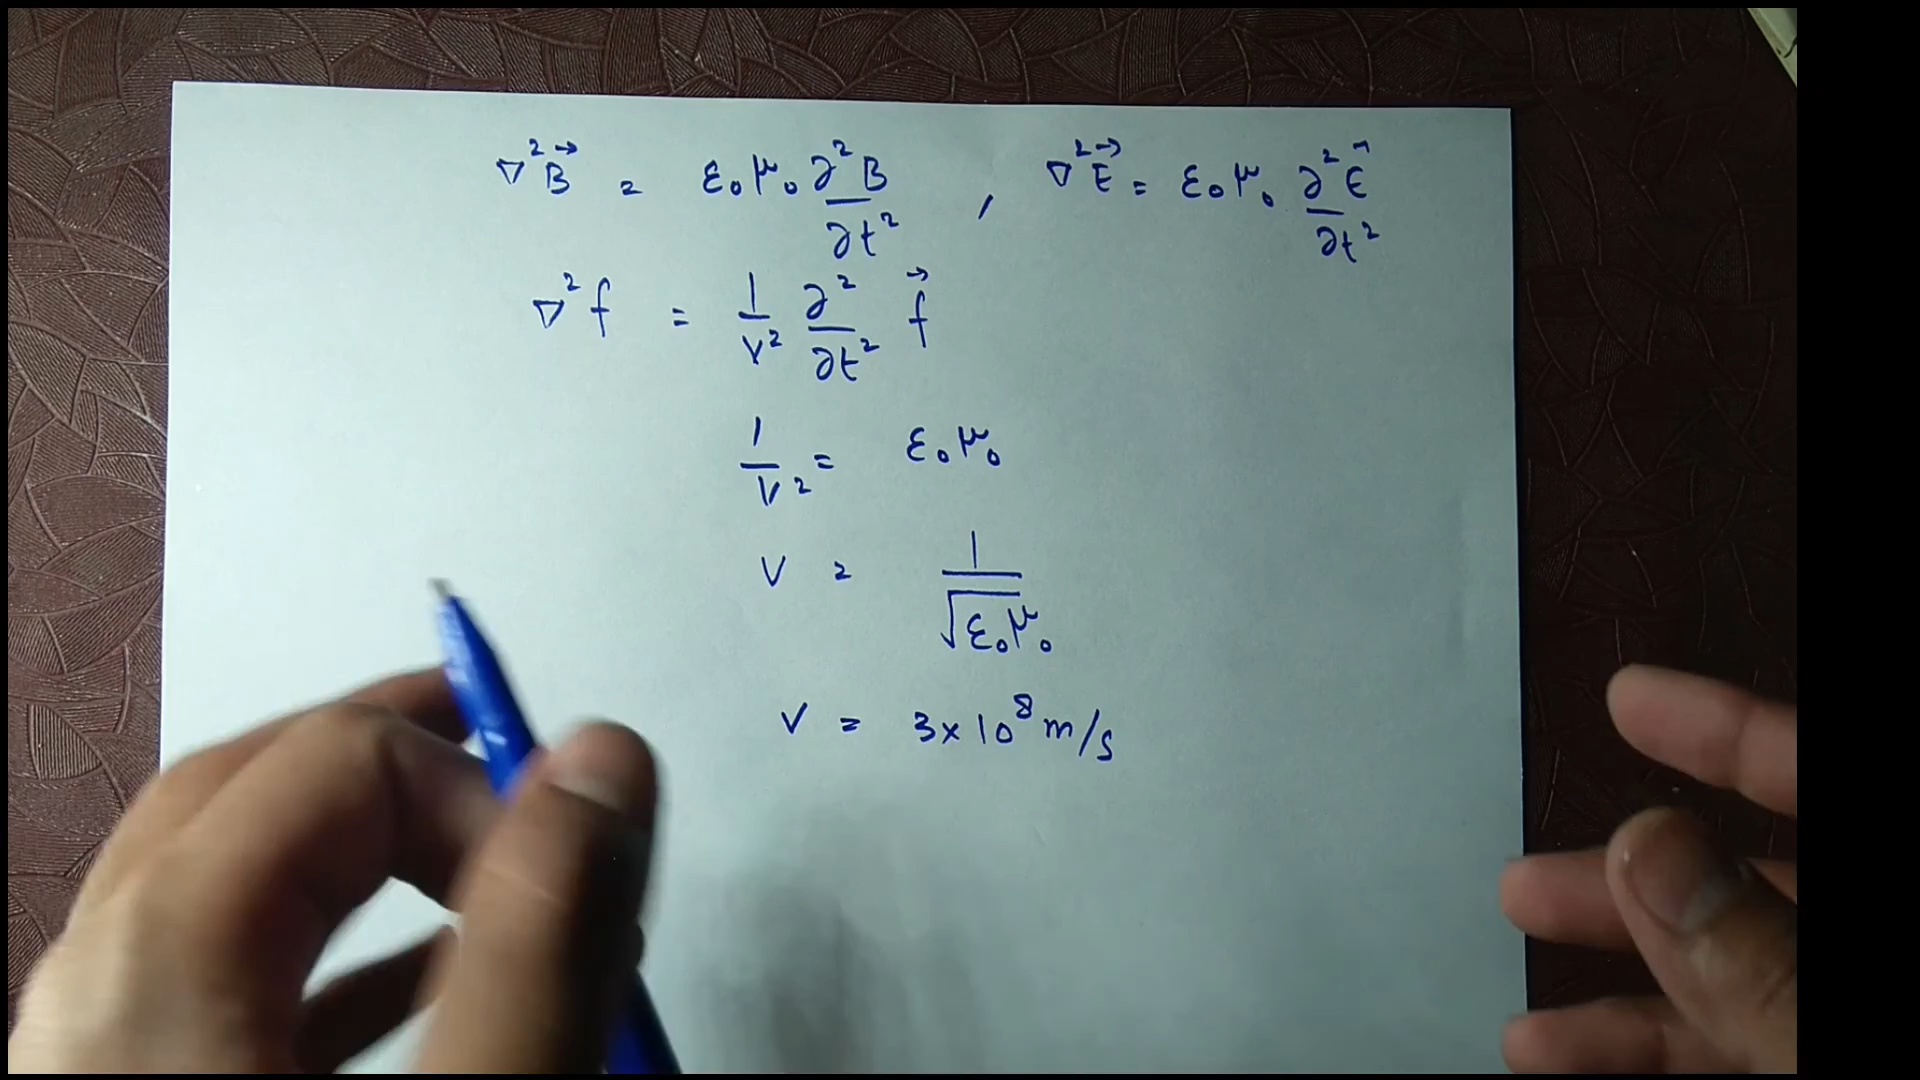 ∇²B⃗ = ε₀μ₀ ∂²B/∂t² , ∇²E⃗ = ε₀μ₀ ∂²E⃗/∂t²
∇²f = 1/v² ∂²/∂t² f⃗
1/v² = ε₀μ₀
v = 1/√ε₀μ₀
v = 3×10⁸ m/s